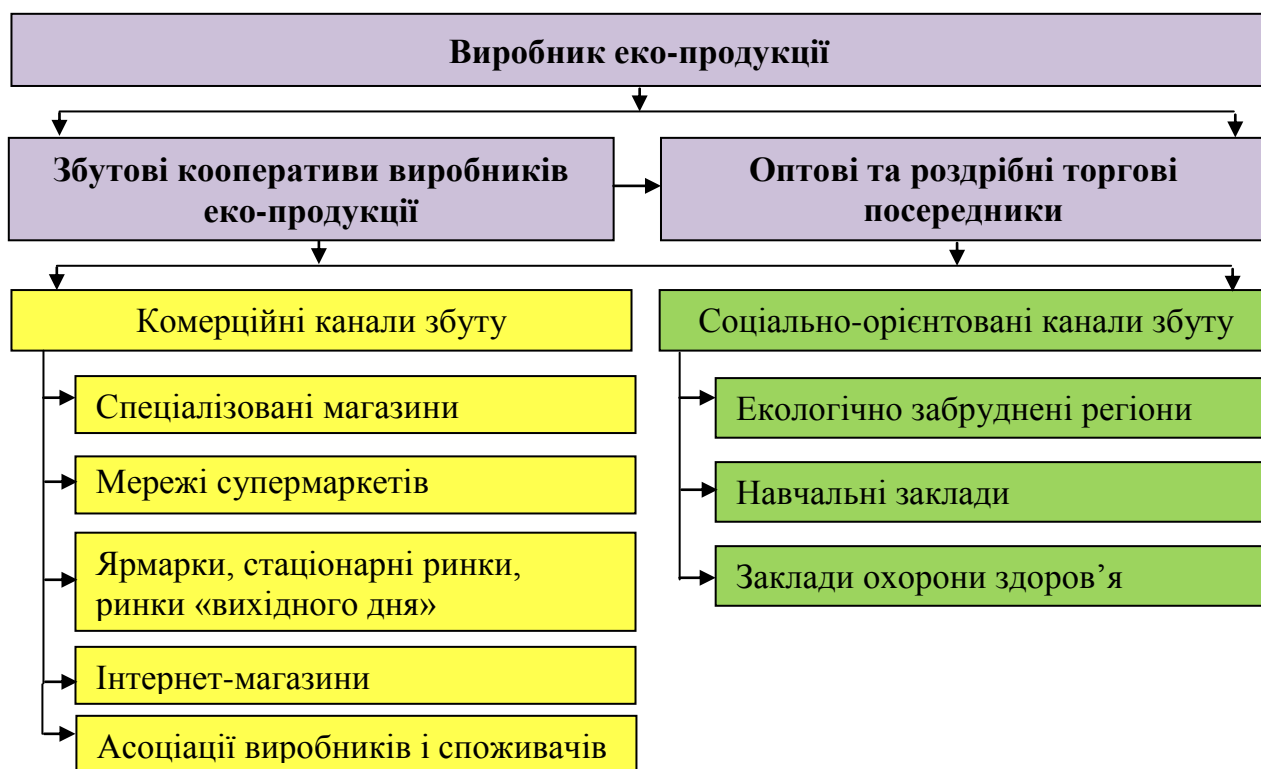 Виробник еко-продукції
Збутові кооперативи виробників
еко-продукції
Оптові та роздрібні торгові
посередники
Комерційні канали збуту
Соціально-орієнтовані канали збуту
Спеціалізовані магазини
Мережі супермаркетів
Ярмарки, стаціонарні ринки,
ринки «вихідного дня»
Інтернет-магазини
Асоціації виробників і споживачів
Екологічно забруднені регіони
Навчальні заклади
Заклади охорони здоров’я